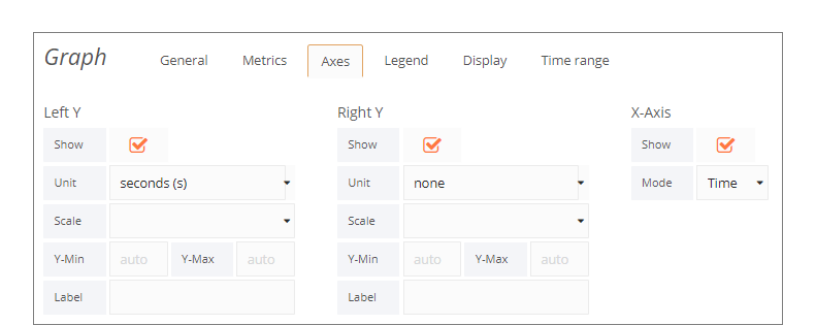 Graph General Metrics Axes Legend Display Time range
Left Y Right Y X-Axis
Show Show Show
Unit seconds (s) Unit none Mode Time
Scale Scale
Y-Min auto Y-Max auto Y-Min auto Y-Max auto
Label Label